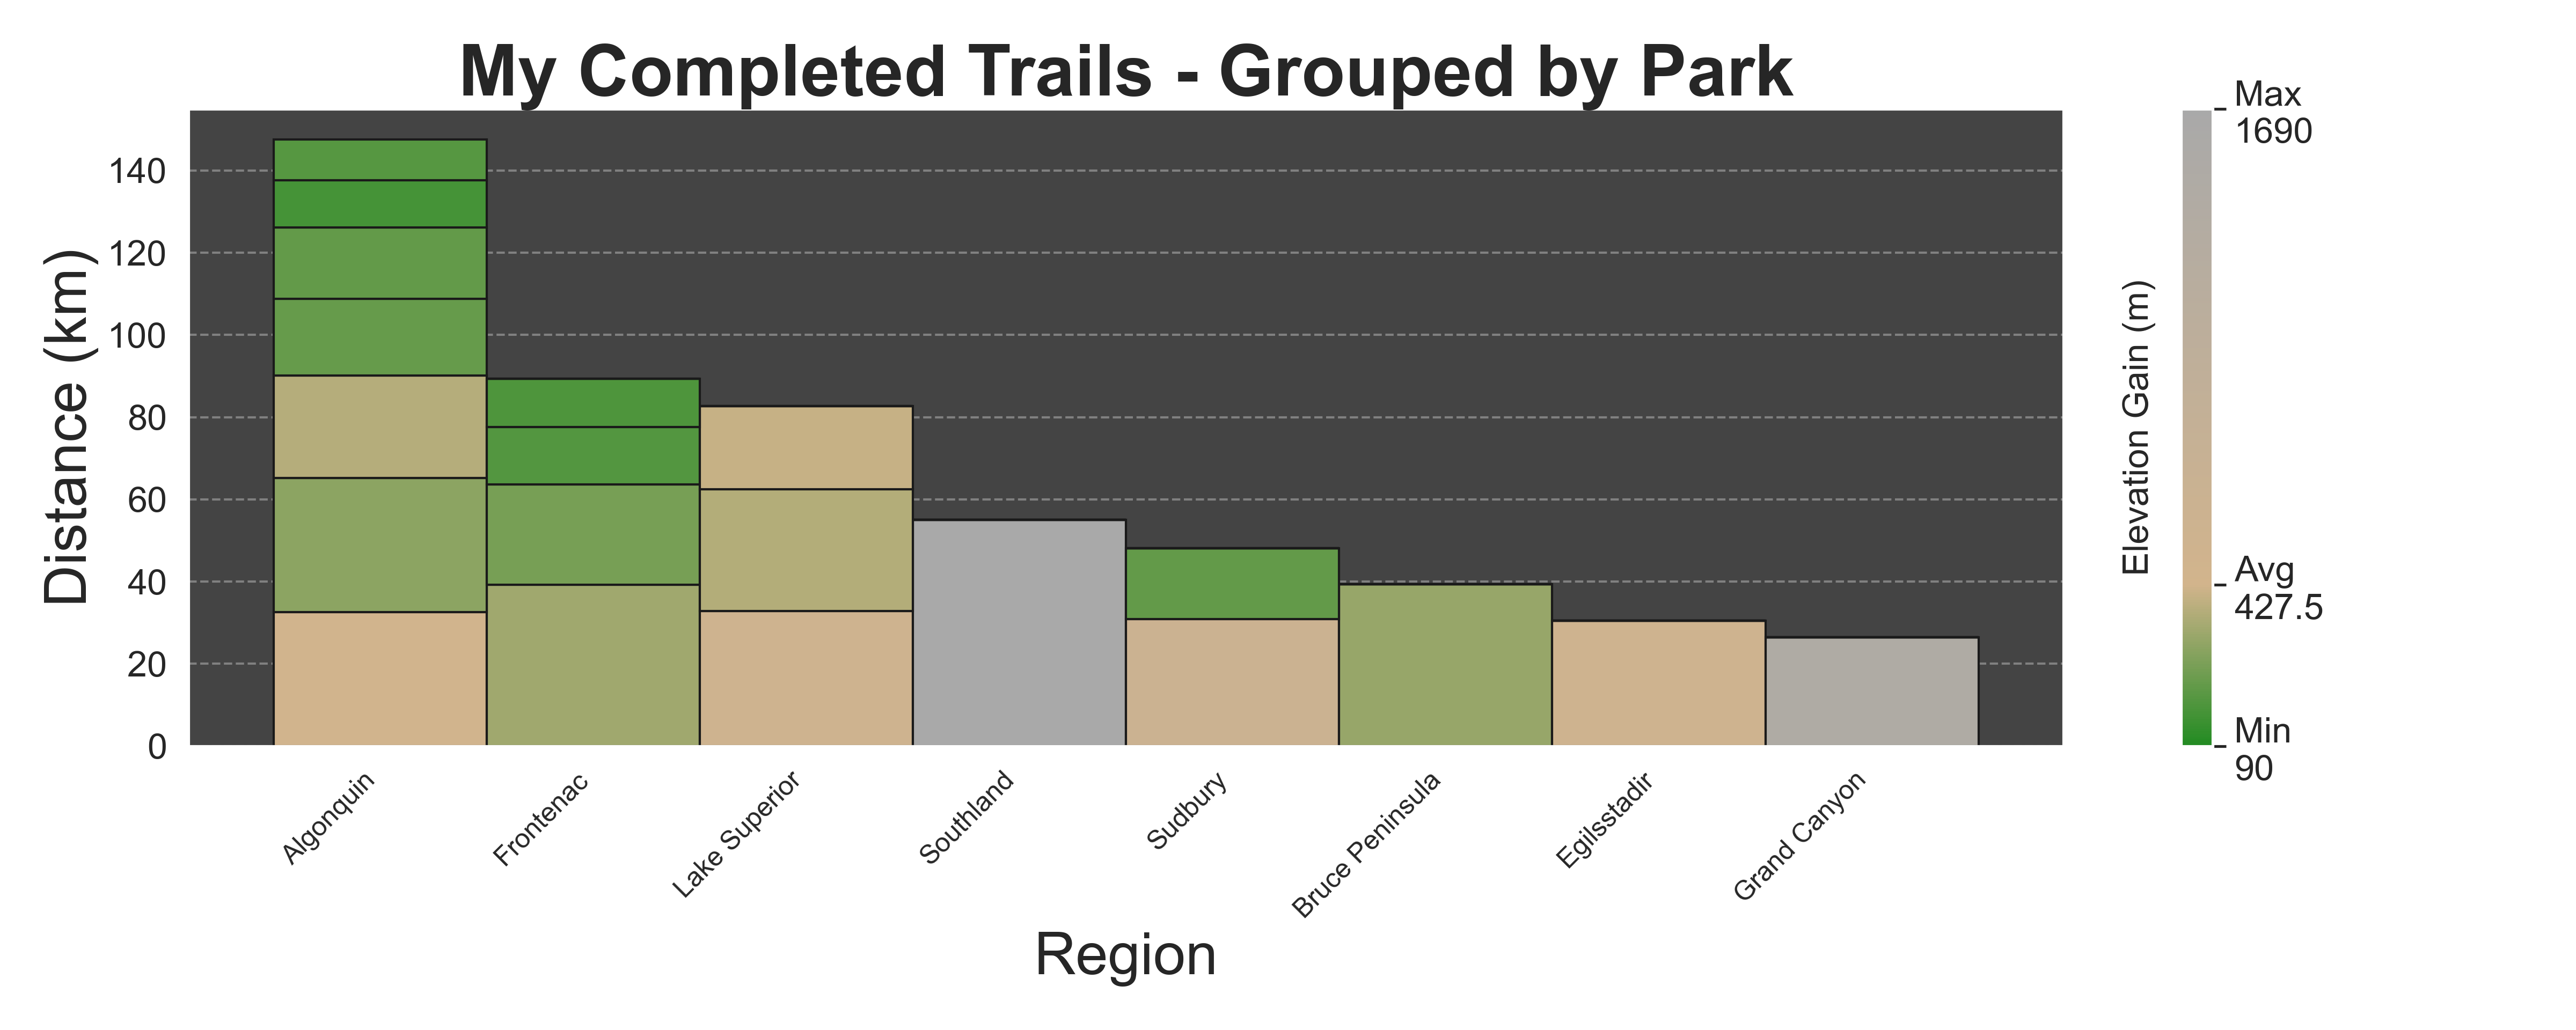 My Completed Trails - Grouped by Park
Distance (km)
140
120
100
80
60
40
20
0
Algonquin
Frontenac
Lake Superior
Southland
Sudbury
Bruce Peninsula
Egilsstadir
Grand Canyon
Region
Elevation Gain (m)
Max
1690
Avg
427.5
Min
90